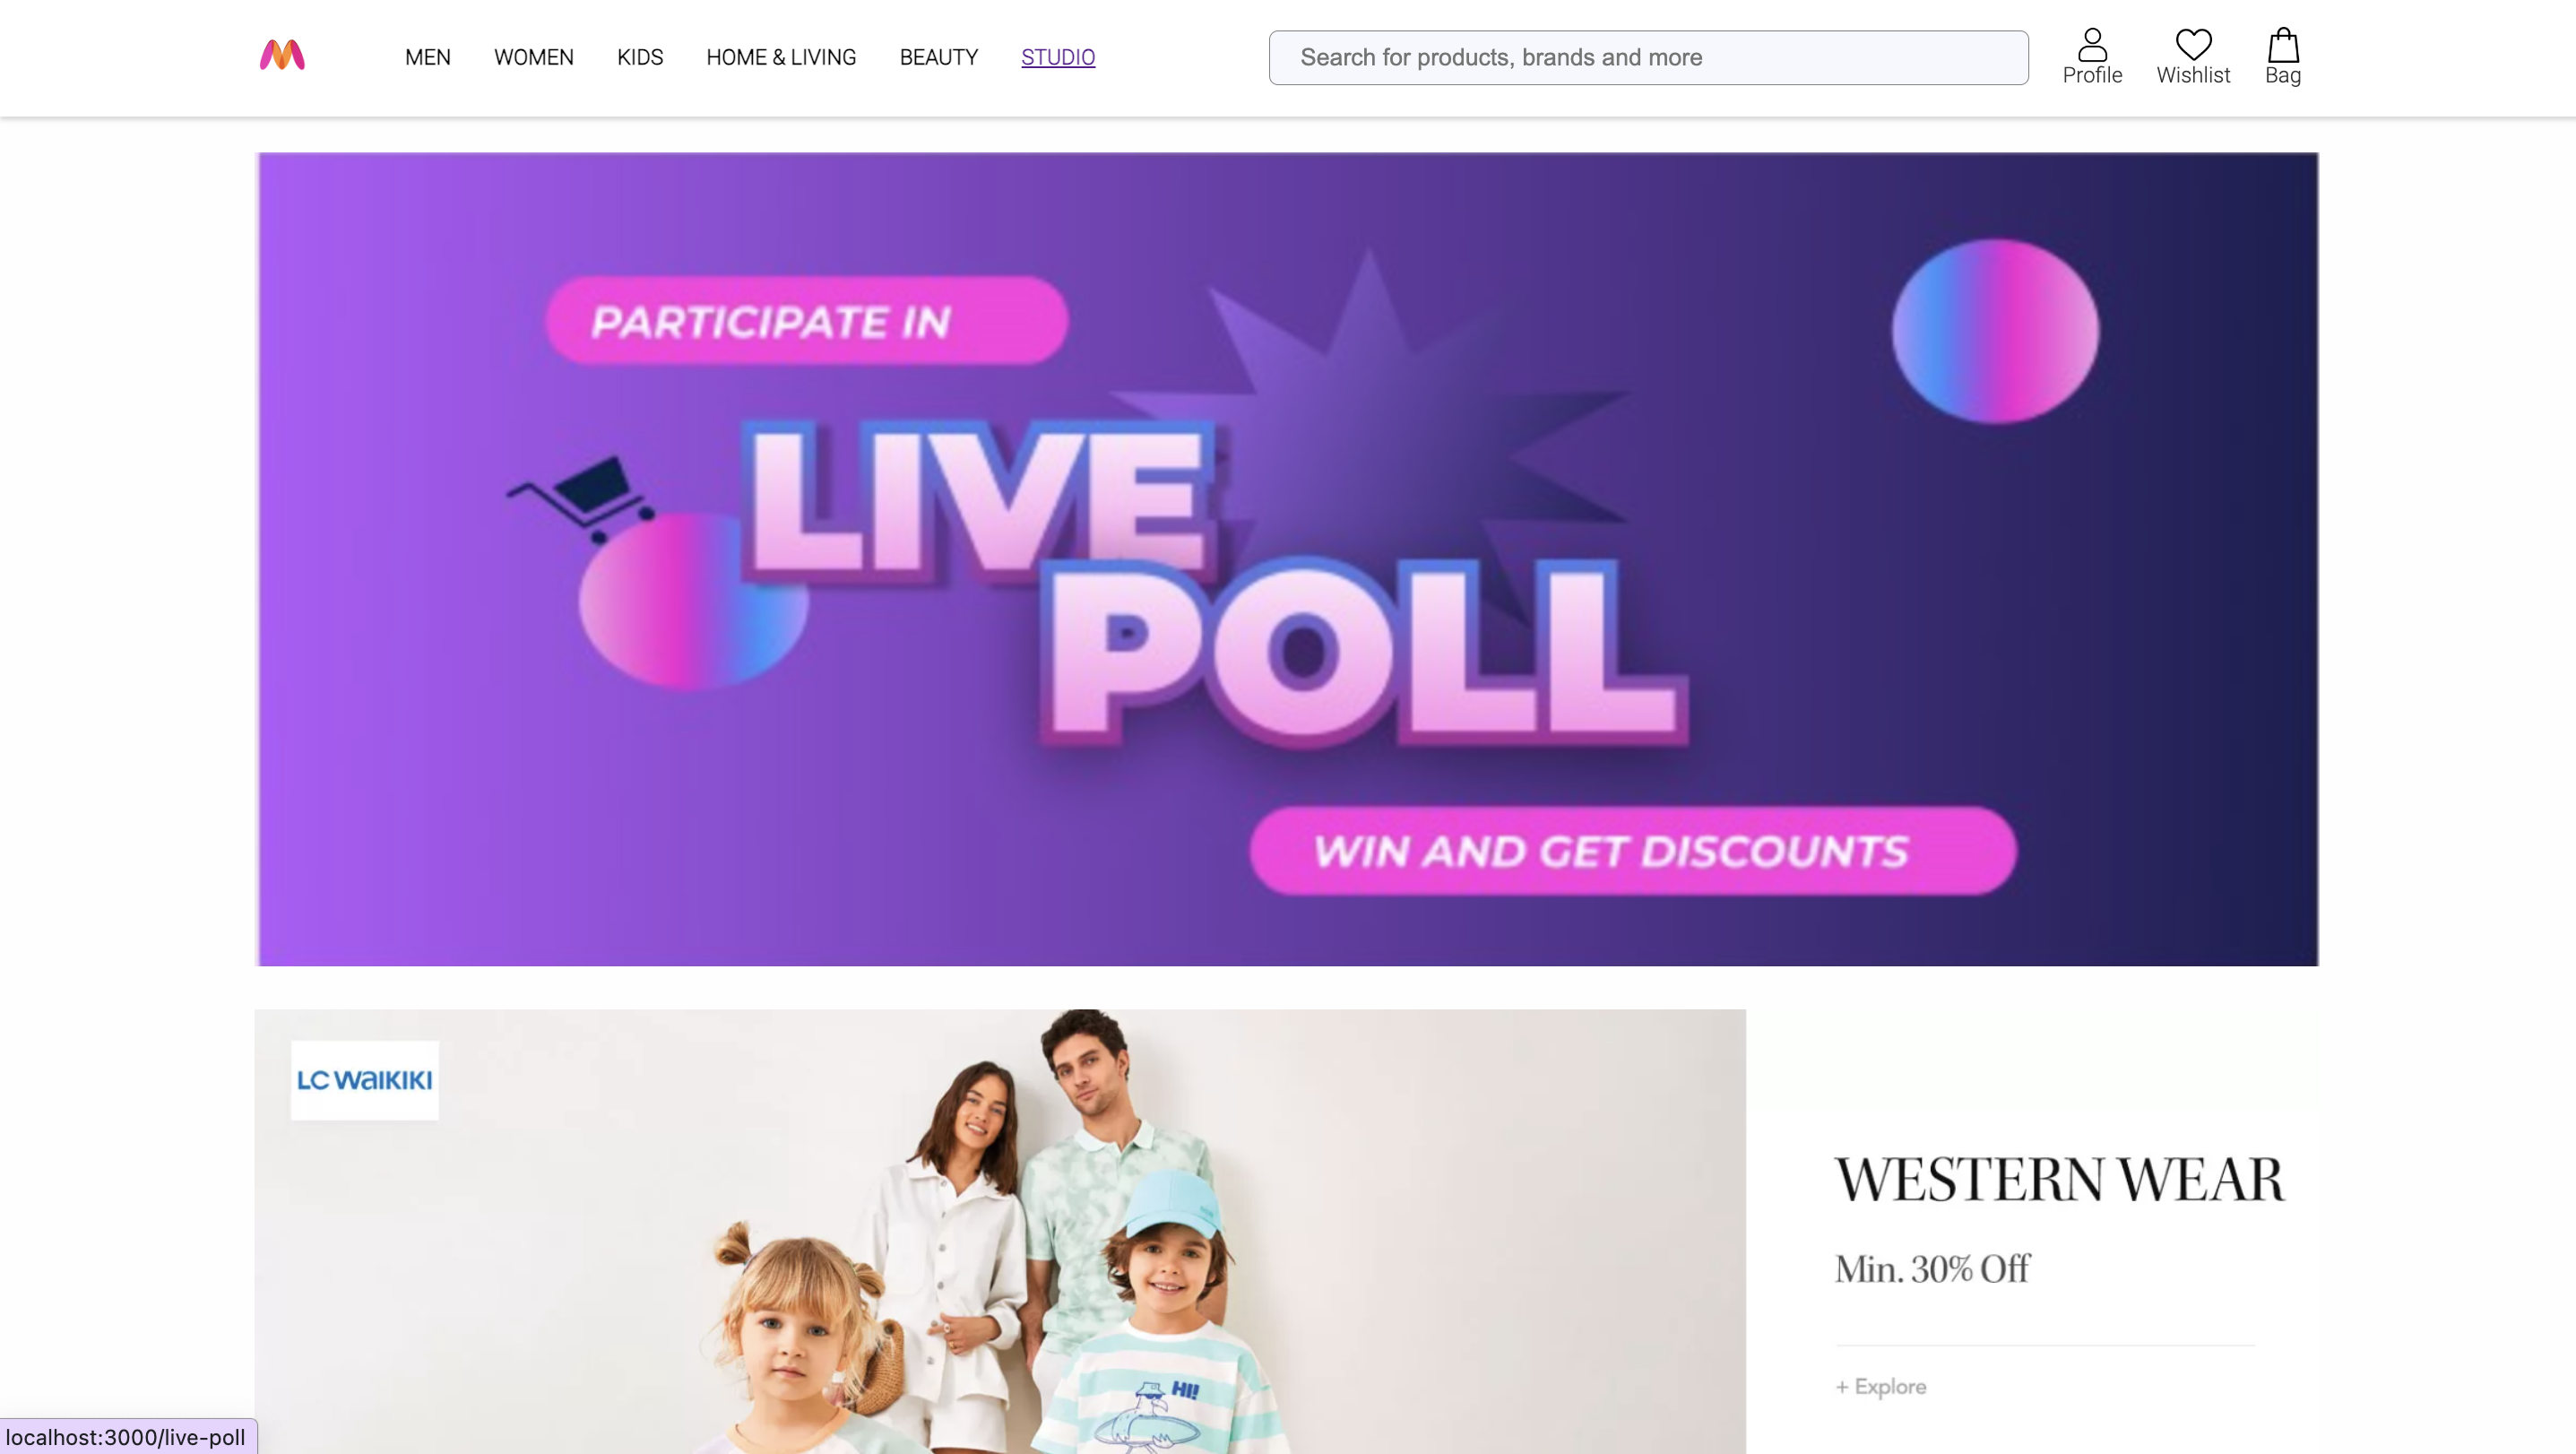 MEN WOMEN KIDS HOME & LIVING BEAUTY STUDIO
Search for products, brands and more
Profile Wishlist Bag
PARTICIPATE IN
LIVE
POLL
WIN AND GET DISCOUNTS
LC WAIKIKI
WESTERN WEAR
Min. 30% Off
+ Explore
HI!
localhost:3000/live-poll